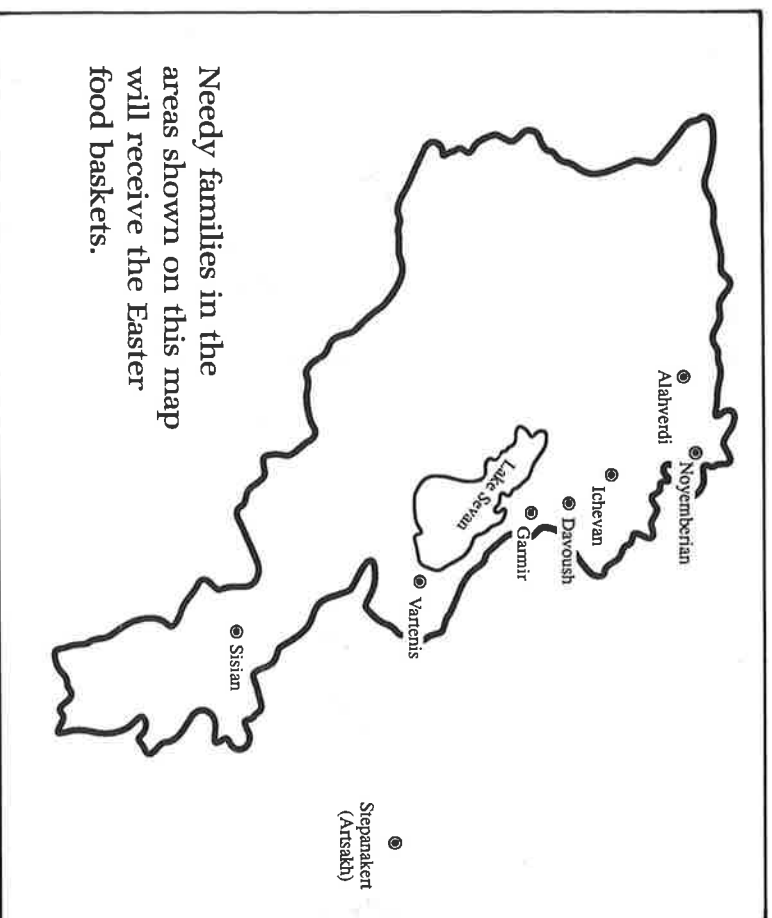 Alahverdi
Noyemberian
Ichevan
Davoush
Garmir
Lake Sevan
Vartenis
Sisian
Stepanakert
(Artsakh)
Needy families in the
areas shown on this map
will receive the Easter
food baskets.